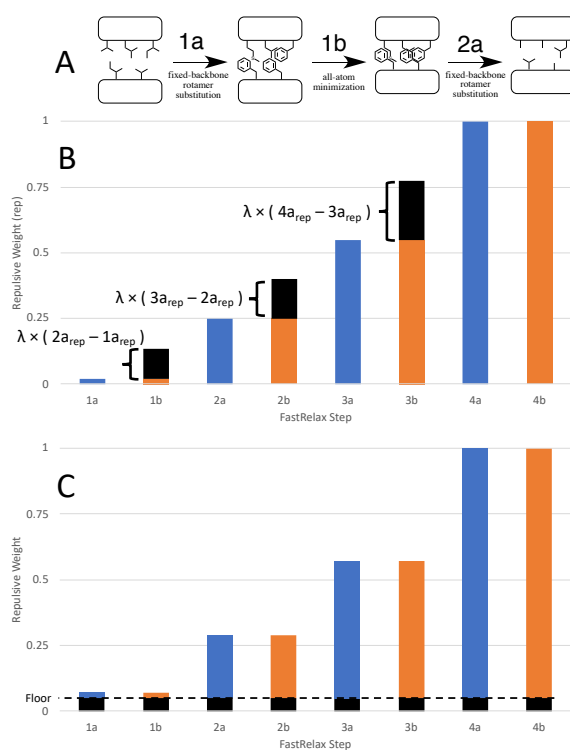 A
1a
fixed-backbone
rotamer
substitution
1b
all-atom
minimization
2a
fixed-backbone
rotamer
substitution
B
Repulsive Weight (rep)
1
0.75
0.5
0.25
0
λ × ( 4a_rep – 3a_rep )
λ × ( 3a_rep – 2a_rep )
λ × ( 2a_rep – 1a_rep )
1a 1b 2a 2b 3a 3b 4a 4b
FastRelax Step
C
Repulsive Weight
1
0.75
0.5
0.25
Floor
0
1a 1b 2a 2b 3a 3b 4a 4b
FastRelax Step